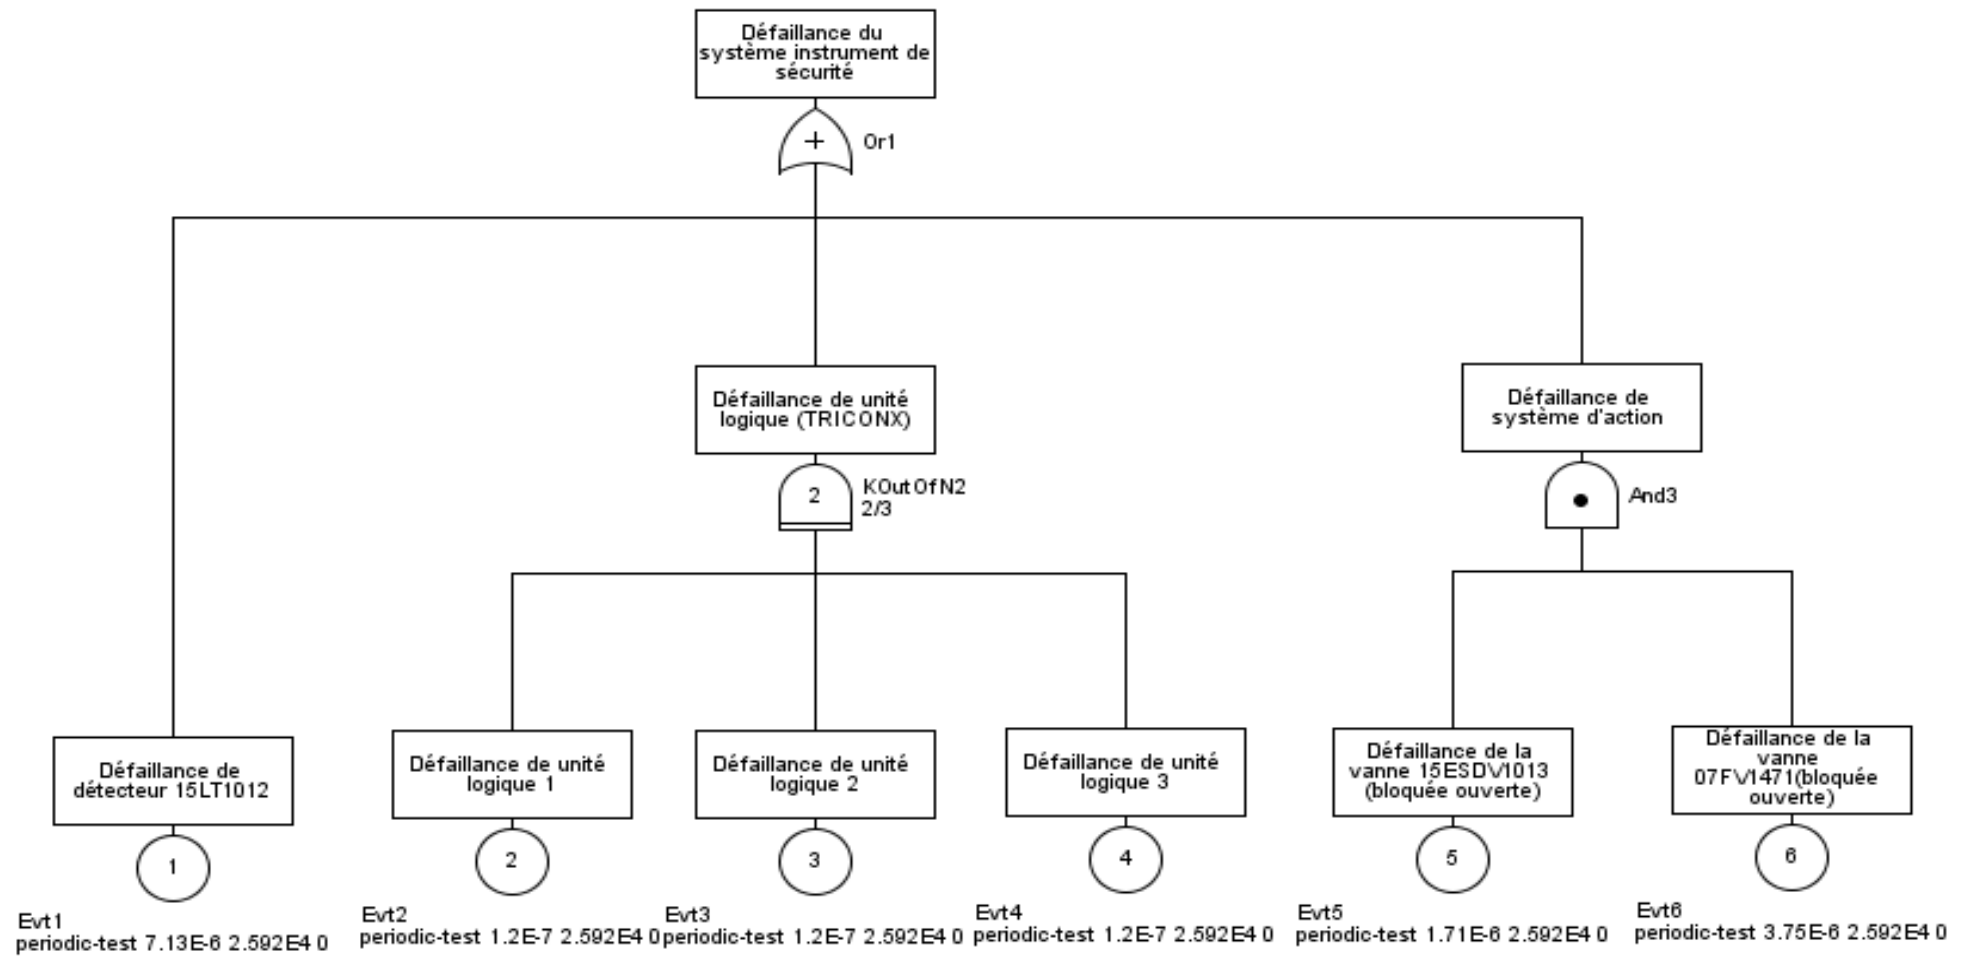 Défaillance du
système instrument de
sécurité
+
Or1
Défaillance de unité
logique (TRICONX)
2
KOutOfN2
2/3
Défaillance de
système d'action
And3
Défaillance de
détecteur 15LT1012
1
Evt1
periodic-test 7.13E-6 2.592E4 0
Défaillance de unité
logique 1
2
Evt2
periodic-test 1.2E-7 2.592E4 0
Défaillance de unité
logique 2
3
Evt3
periodic-test 1.2E-7 2.592E4 0
Défaillance de unité
logique 3
4
Evt4
periodic-test 1.2E-7 2.592E4 0
Défaillance de la
vanne 15ESDV1013
(bloquée ouverte)
5
Evt5
periodic-test 1.71E-6 2.592E4 0
Défaillance de la
vanne
07FV1471(bloquée
ouverte)
6
Evt6
periodic-test 3.75E-6 2.592E4 0